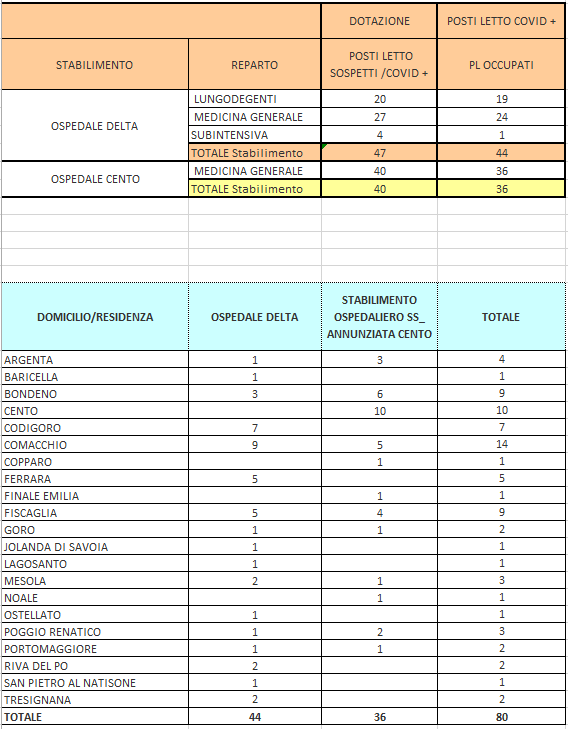 DOTAZIONE POSTI LETTO COVID +
STABILIMENTO REPARTO POSTI LETTO SOSPETTI /COVID + PL OCCUPATI
OSPEDALE DELTA LUNGODEGENTI 20 19
MEDICINA GENERALE 27 24
SUBINTENSIVA 4 1
TOTALE Stabilimento 47 44
OSPEDALE CENTO MEDICINA GENERALE 40 36
TOTALE Stabilimento 40 36
DOMICILIO/RESIDENZA OSPEDALE DELTA STABILIMENTO OSPEDALIERO SS_ ANNUNZIATA CENTO TOTALE
ARGENTA 1 3 4
BARICELLA 1 1
BONDENO 3 6 9
CENTO 10 10
CODIGORO 7 7
COMACCHIO 9 5 14
COPPARO 1 1
FERRARA 5 5
FINALE EMILIA 1 1
FISCAGLIA 5 4 9
GORO 1 1 2
JOLANDA DI SAVOIA 1 1
LAGOSANTO 1 1
MESOLA 2 1 3
NOALE 1 1
OSTELLATO 1 1
POGGIO RENATICO 1 2 3
PORTOMAGGIORE 1 1 2
RIVA DEL PO 2 2
SAN PIETRO AL NATISONE 1 1
TRESIGNANA 2 2
TOTALE 44 36 80